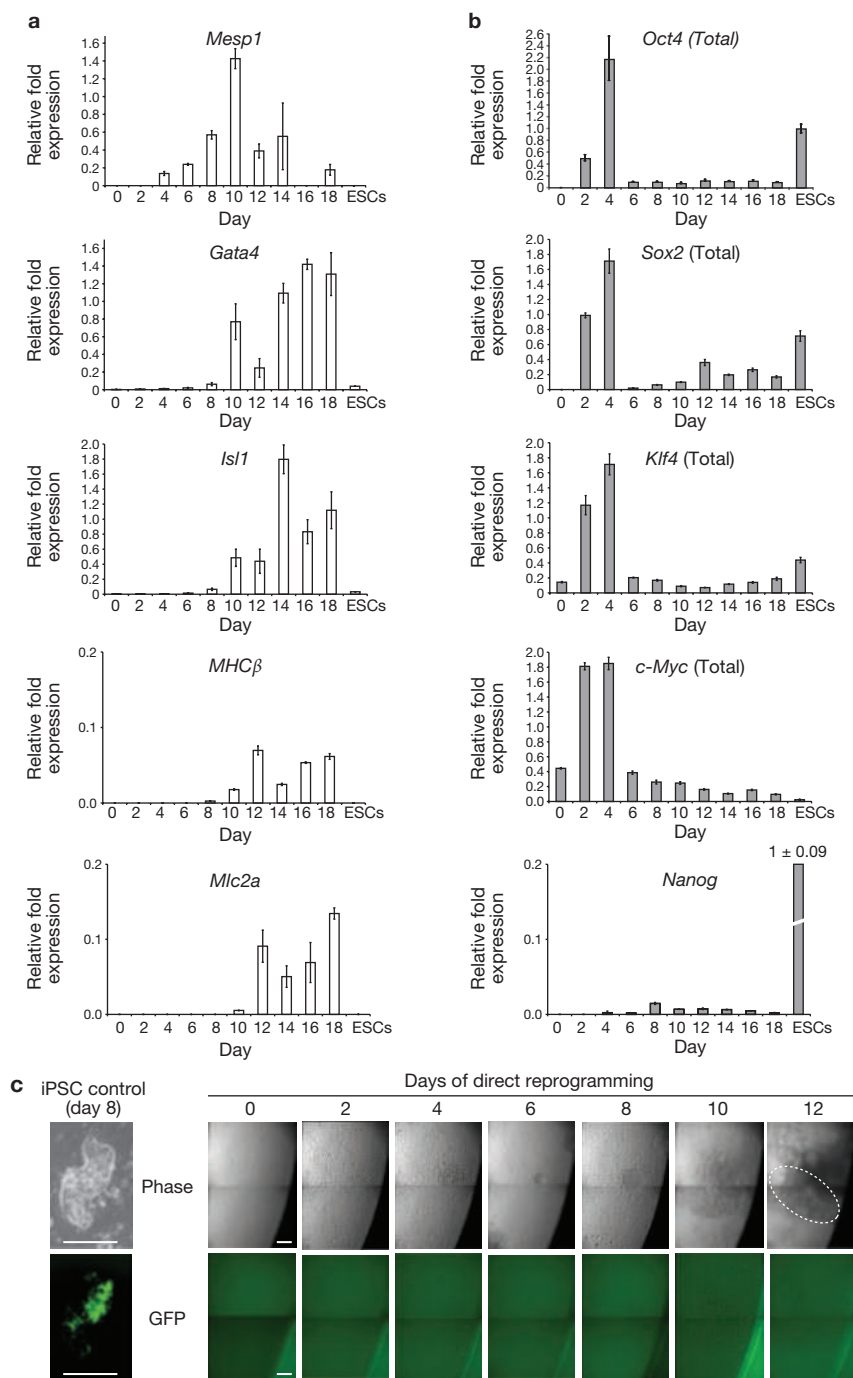 a
Mesp1
Relative fold expression
1.6
1.4
1.2
1.0
0.8
0.6
0.4
0.2
0
0 2 4 6 8 10 12 14 18 ESCs
Day
Gata4
Relative fold expression
1.6
1.4
1.2
1.0
0.8
0.6
0.4
0.2
0
0 2 4 6 8 10 12 14 16 18 ESCs
Day
Isl1
Relative fold expression
2.0
1.8
1.6
1.4
1.2
1.0
0.8
0.6
0.4
0.2
0
0 2 4 6 8 10 12 14 16 18 ESCs
Day
MHCβ
Relative fold expression
0.2
0.1
0.0
0 2 4 6 8 10 12 14 16 18 ESCs
Day
Mlc2a
Relative fold expression
0.2
0.1
0.0
0 2 4 6 8 10 12 14 16 18 ESCs
Day
b
Oct4 (Total)
Relative fold expression
2.6
2.4
2.2
2.0
1.8
1.6
1.4
1.2
1.0
0.8
0.6
0.4
0.2
0
0 2 4 6 8 10 12 14 16 18 ESCs
Day
Sox2 (Total)
Relative fold expression
2.0
1.8
1.6
1.4
1.2
1.0
0.8
0.6
0.4
0.2
0
0 2 4 6 8 10 12 14 16 18 ESCs
Day
Klf4 (Total)
Relative fold expression
2.0
1.8
1.6
1.4
1.2
1.0
0.8
0.6
0.4
0.2
0
0 2 4 6 8 10 12 14 16 18 ESCs
Day
c-Myc (Total)
Relative fold expression
2.0
1.8
1.6
1.4
1.2
1.0
0.8
0.6
0.4
0.2
0.0
0 2 4 6 8 10 12 14 16 18 ESCs
Day
1 ± 0.09
Nanog
Relative fold expression
0.2
0.1
0.0
0 2 4 6 8 10 12 14 16 18 ESCs
Day
c
iPSC control
(day 8)
Days of direct reprogramming
0 2 4 6 8 10 12
Phase
GFP